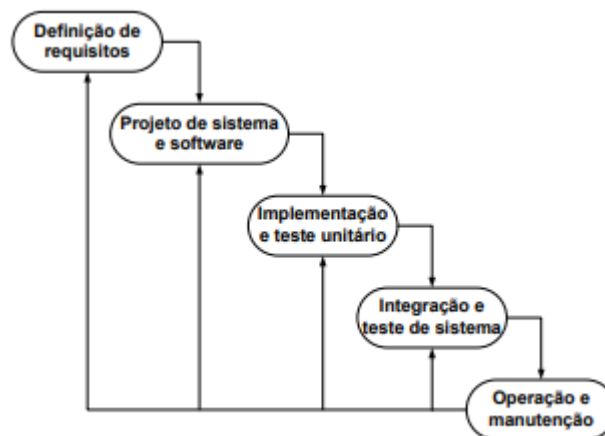 Definição de
requisitos
Projeto de sistema
e software
Implementação
e teste unitário
Integração e
teste de sistema
Operação e
manutenção